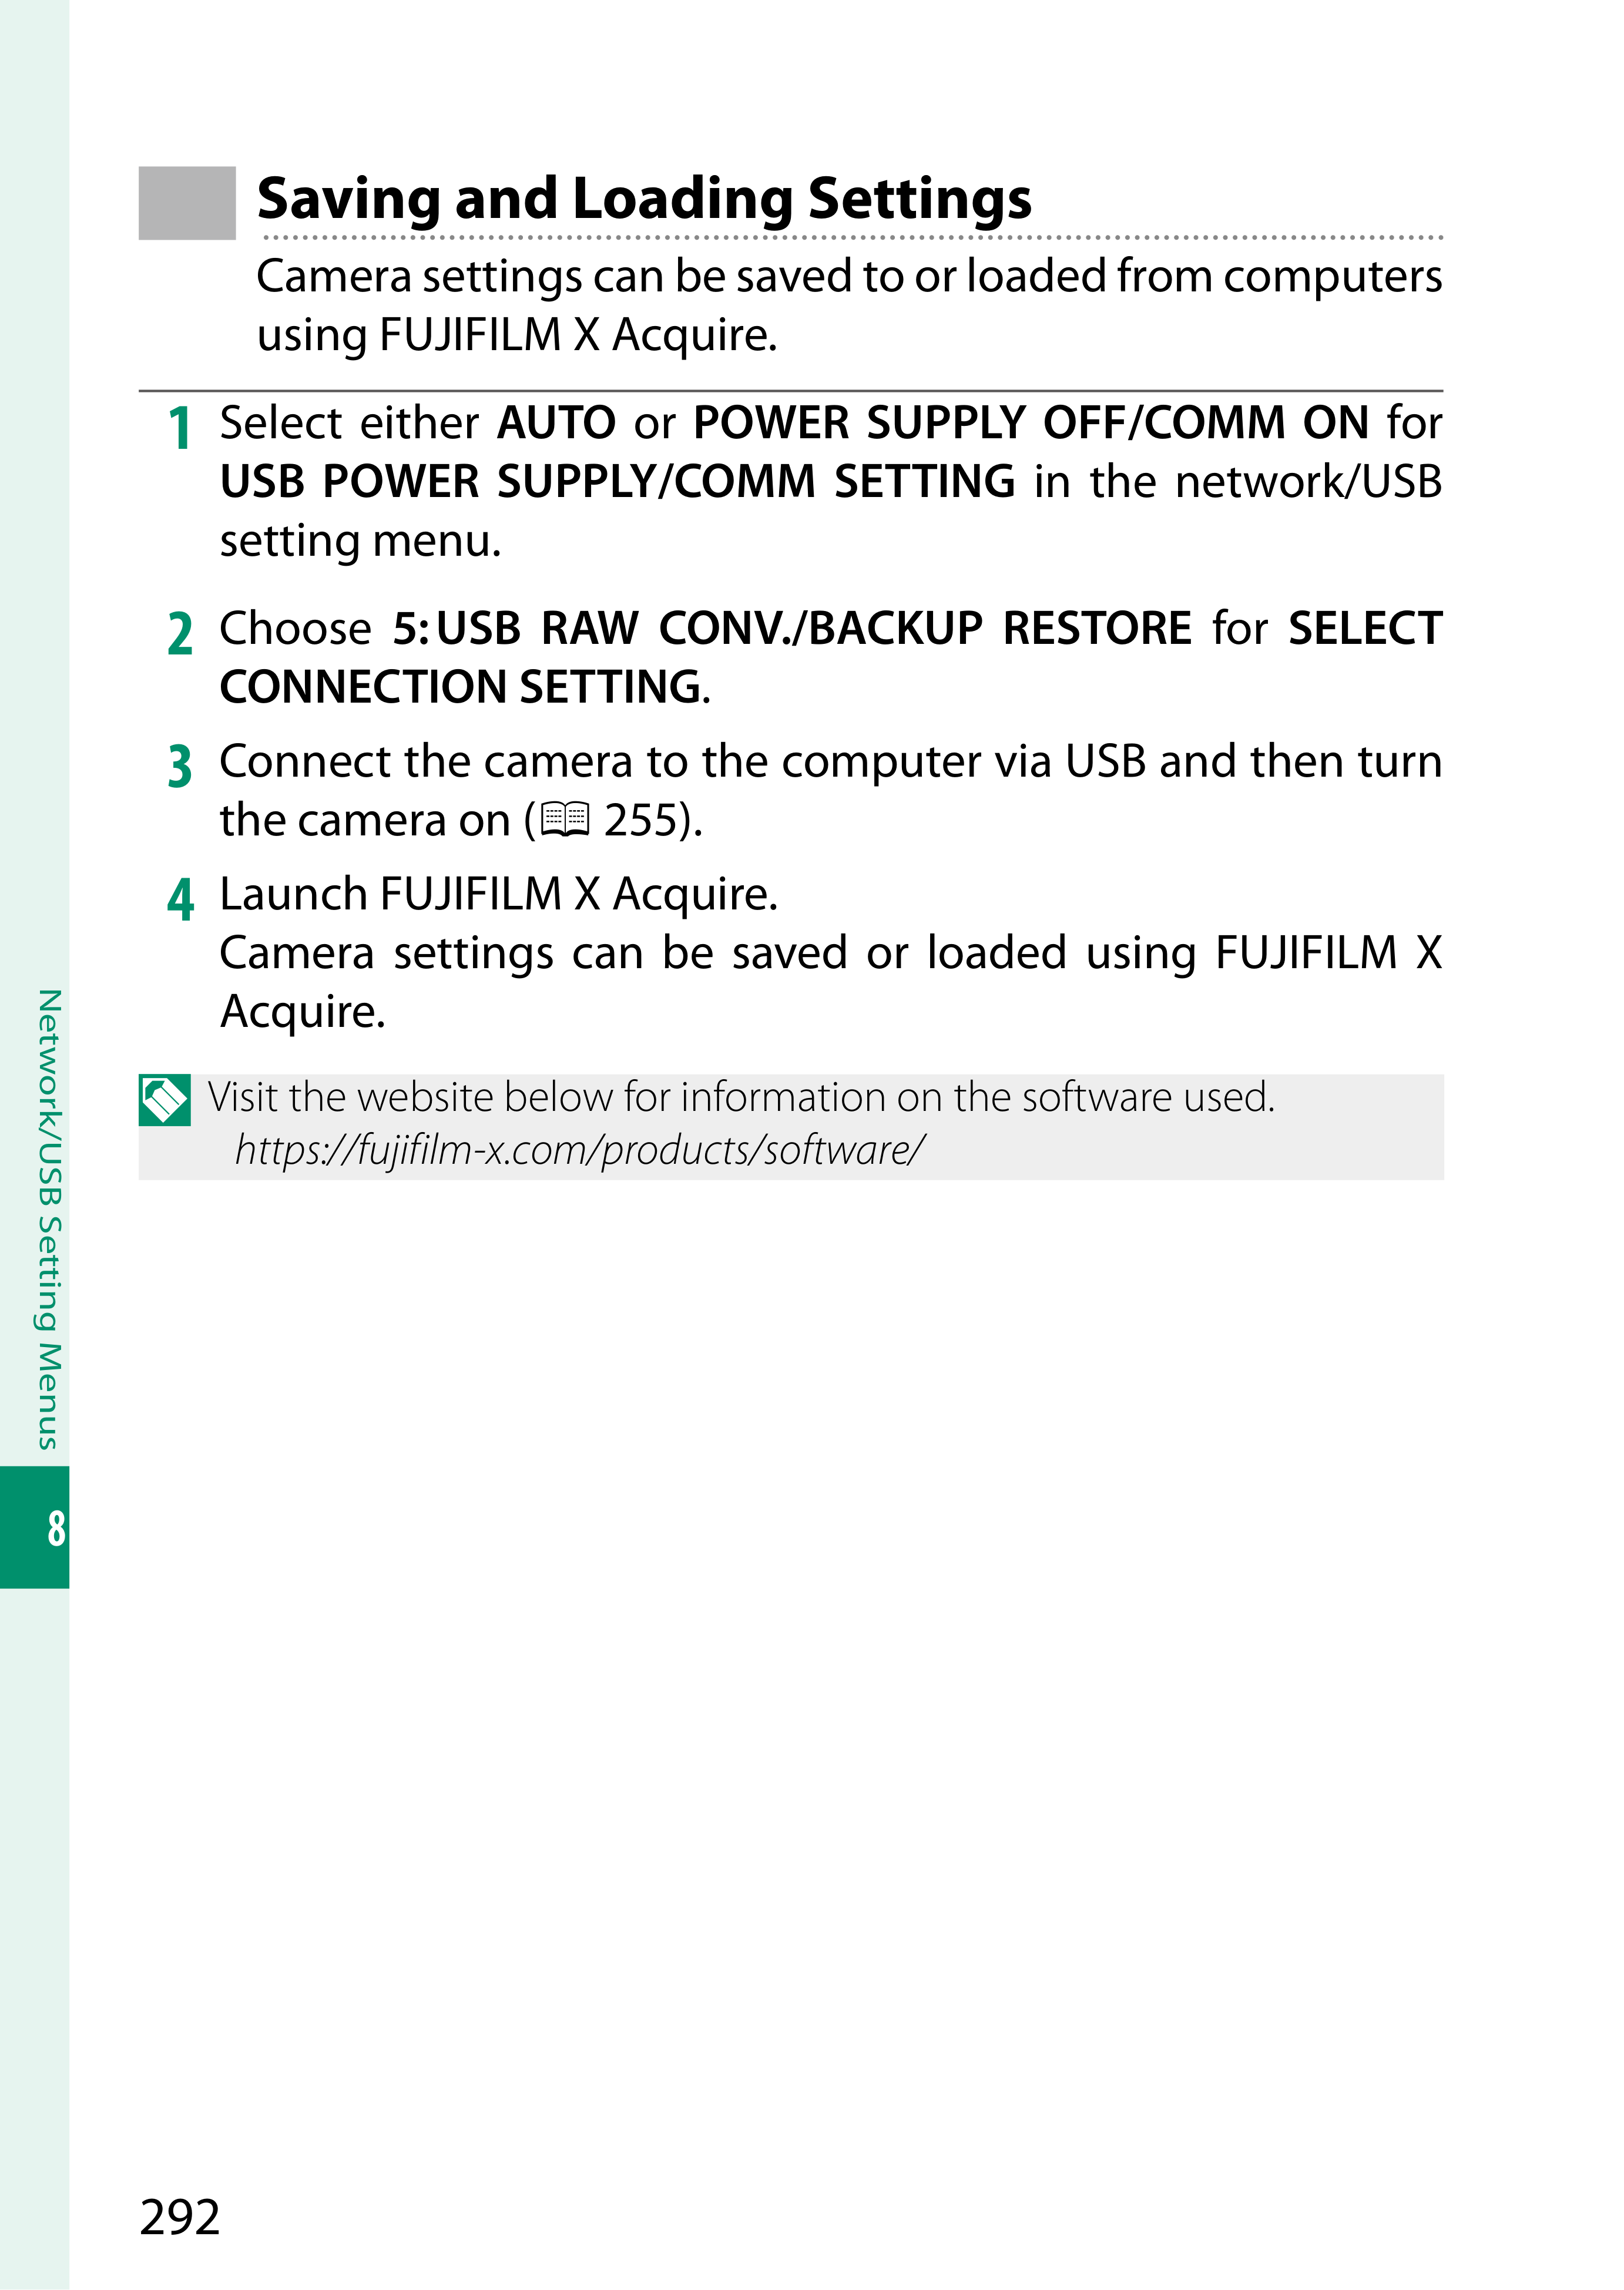 Saving and Loading Settings
Camera settings can be saved to or loaded from computers
using FUJIFILM X Acquire.
1 Select either AUTO or POWER SUPPLY OFF/COMM ON for
USB POWER SUPPLY/COMM SETTING in the network/USB
setting menu.
2 Choose 5: USB RAW CONV./BACKUP RESTORE for SELECT
CONNECTION SETTING.
3 Connect the camera to the computer via USB and then turn
the camera on (📖 255).
4 Launch FUJIFILM X Acquire.
Camera settings can be saved or loaded using FUJIFILM X
Acquire.
Visit the website below for information on the software used.
https://fujifilm-x.com/products/software/
Network/USB Setting Menus
8
292